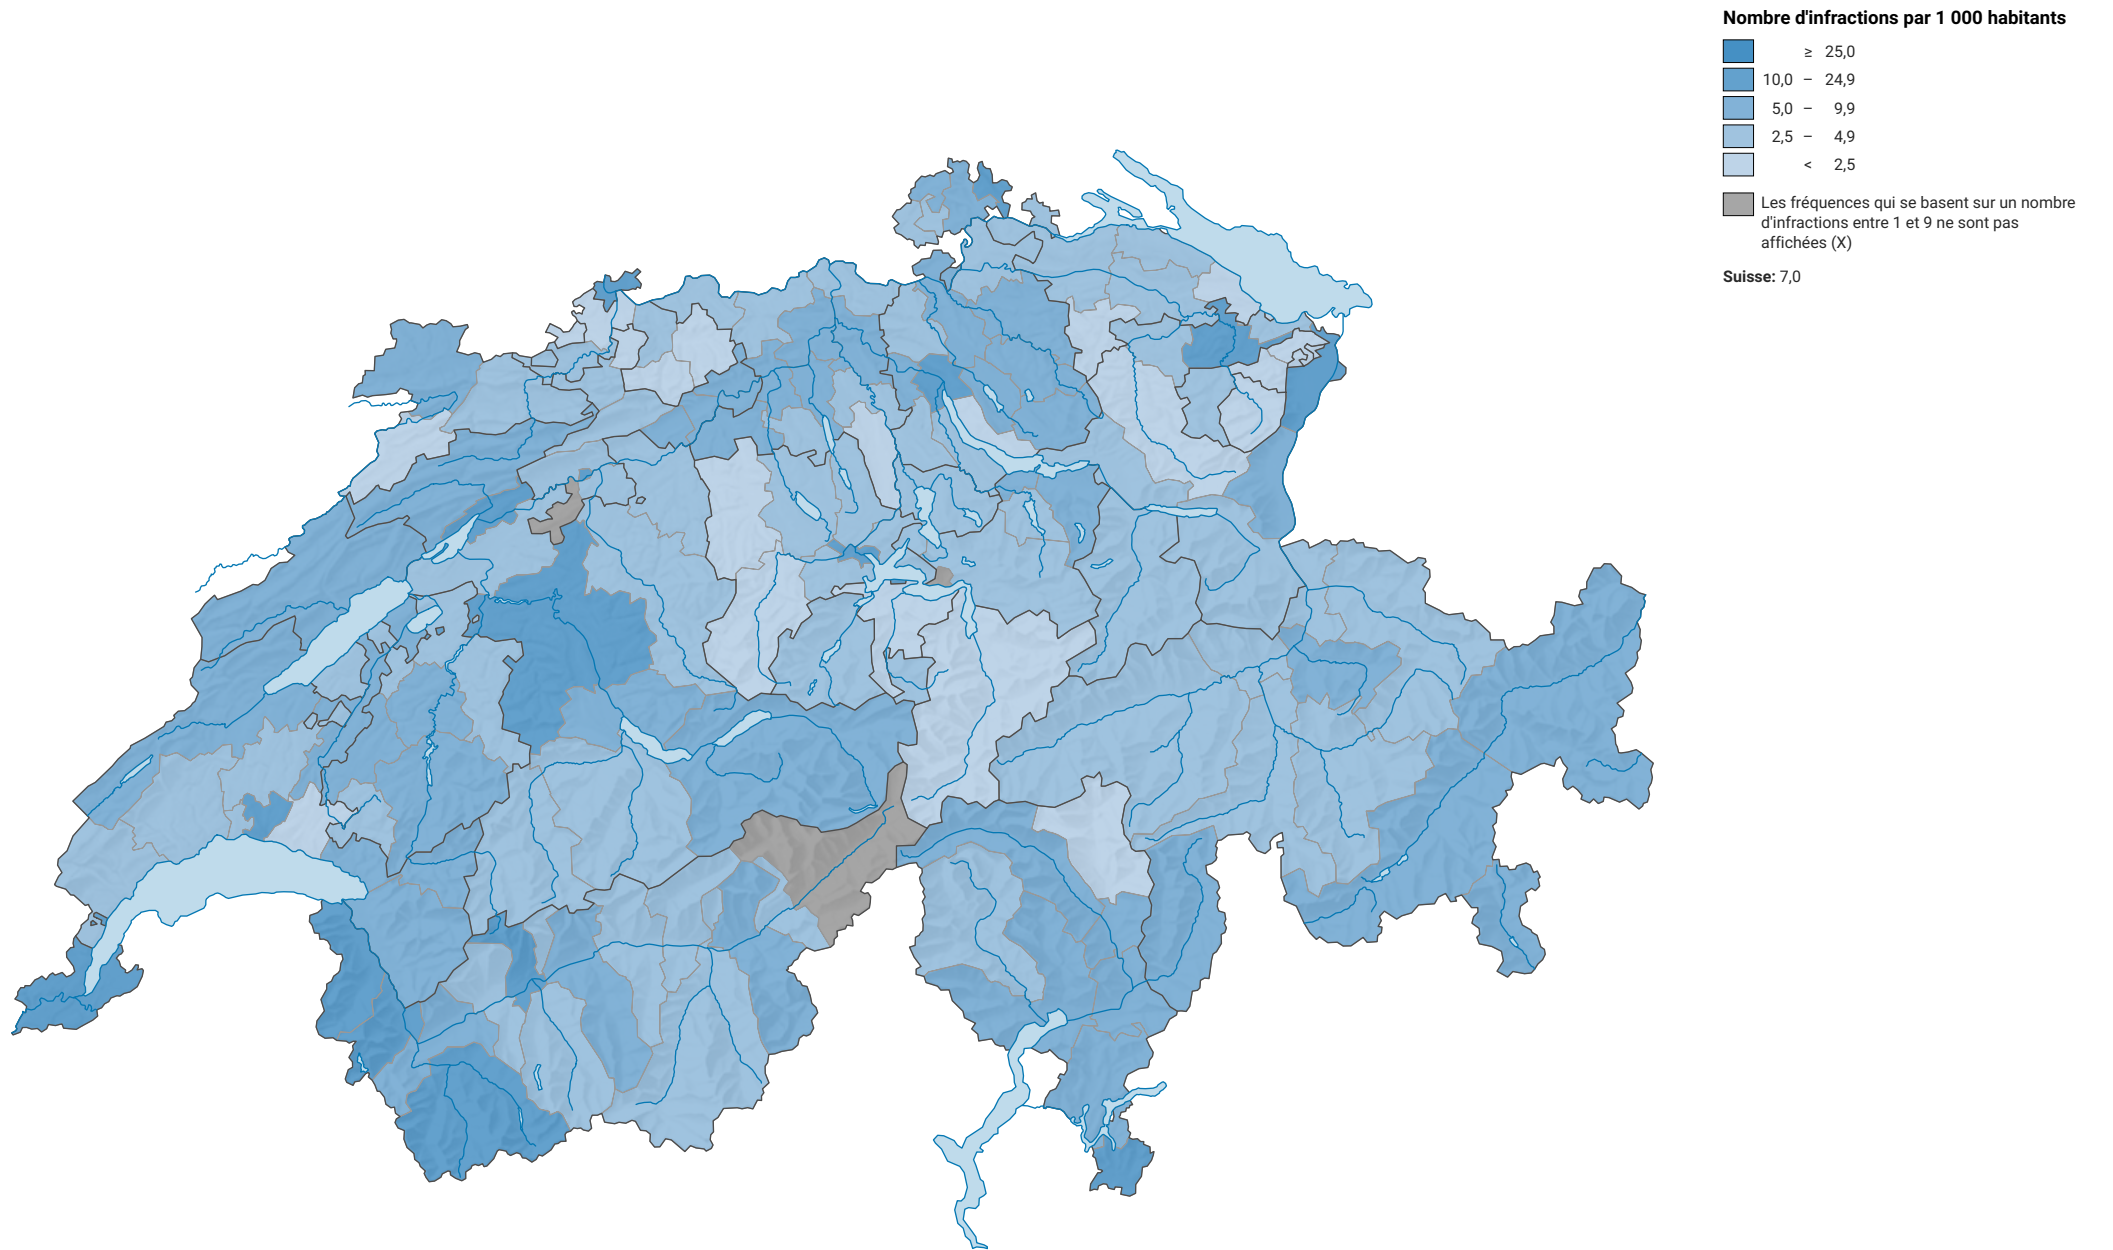 Nombre d'infractions par 1 000 habitants
≥ 25,0
10,0 – 24,9
5,0 – 9,9
2,5 – 4,9
< 2,5
Les fréquences qui se basent sur un nombre
d'infractions entre 1 et 9 ne sont pas
affichées (X)
Suisse: 7,0